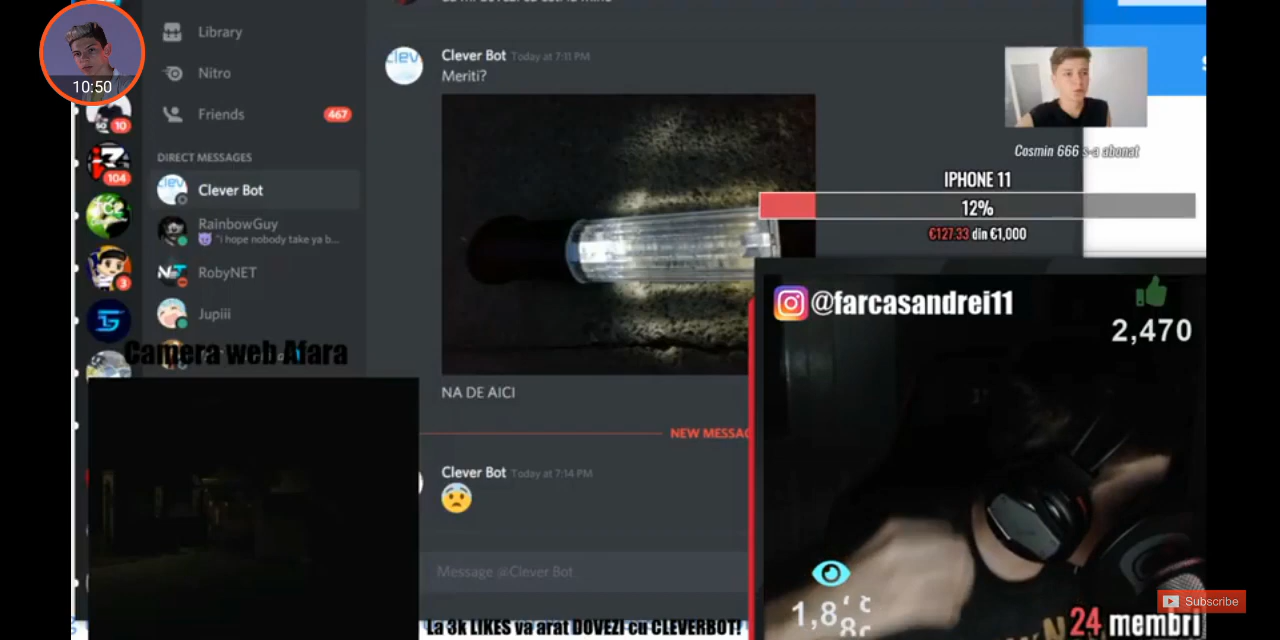 10:50
Library
Nitro
Friends
467
DIRECT MESSAGES
Clever Bot
RainbowGuy
"i hope nobody take ya b...
RobyNET
Jupiii
10
104
3
Camera web Afara
Clever Bot Today at 7:11 PM
Meriti?
NA DE AICI
NEW MESSAG
Clever Bot Today at 7:14 PM
Message @Clever Bot
La 3k LIKES va arat DOVEZI cu CLEVERBOT!
Cosmin 666 s-a abonat
IPHONE 11
12%
€127.33 din €1,000
@farcasandrei11
2,470
24 membri
Subscribe